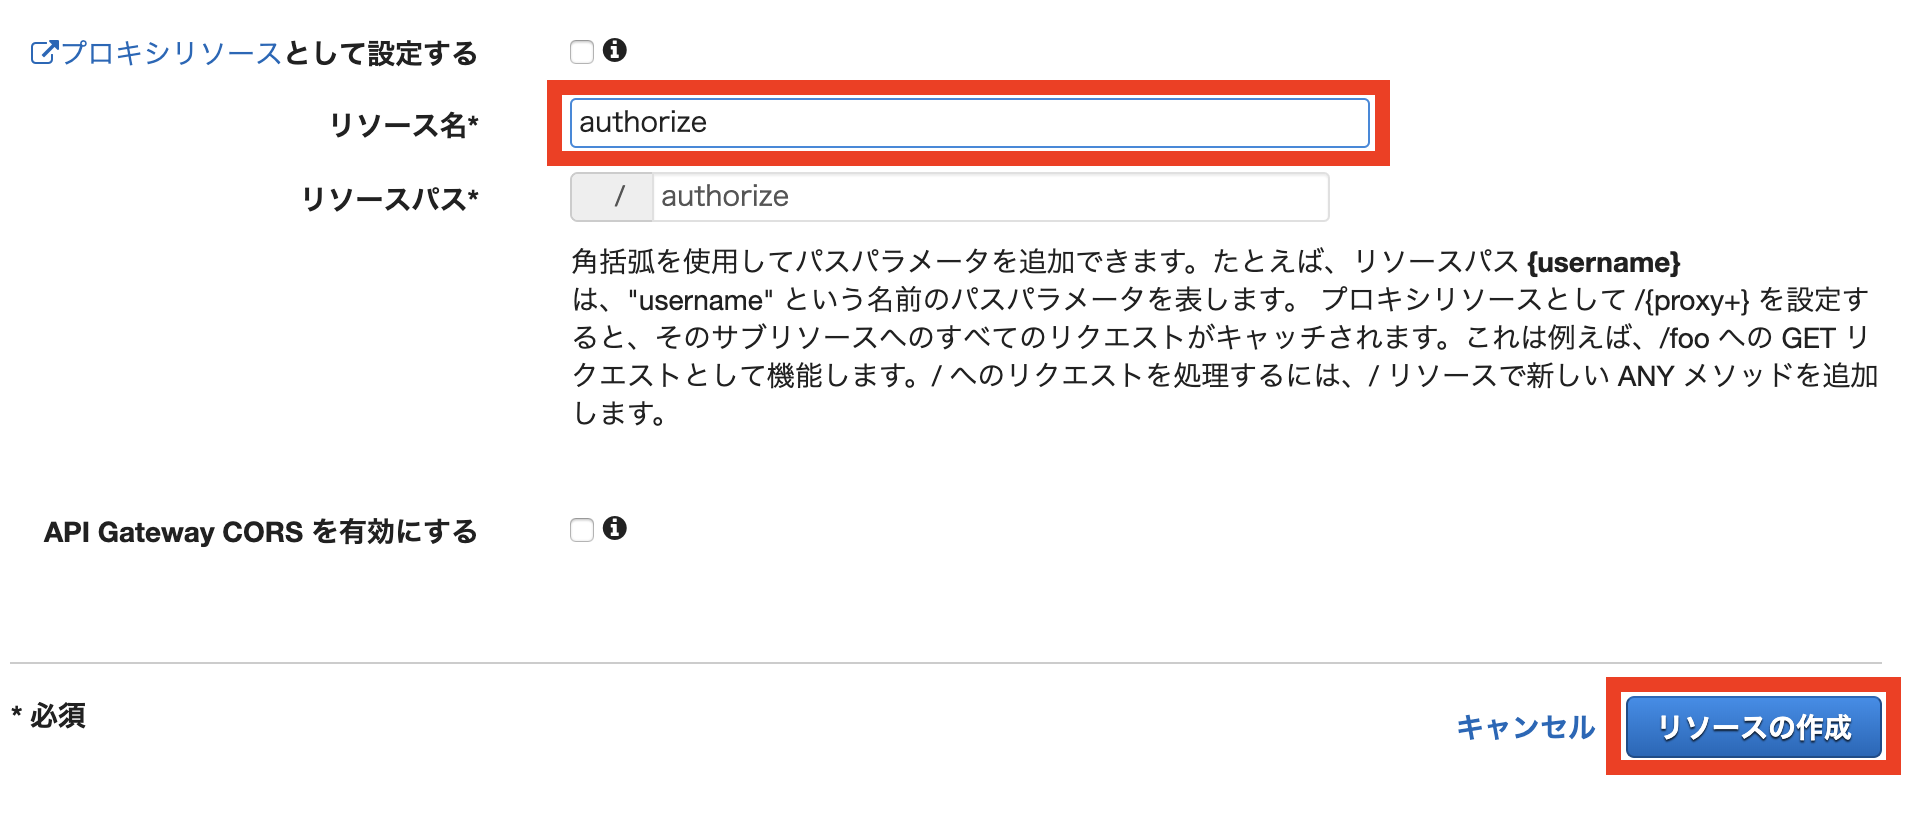 プロキシリソースとして設定する
リソース名*
authorize
リソースパス*
/ authorize
角括弧を使用してパスパラメータを追加できます。たとえば、リソースパス {username}
は、"username" という名前のパスパラメータを表します。 プロキシリソースとして /{proxy+} を設定す
ると、そのサブリソースへのすべてのリクエストがキャッチされます。これは例えば、/foo への GET リ
クエストとして機能します。/ へのリクエストを処理するには、/ リソースで新しい ANY メソッドを追加
します。
API Gateway CORS を有効にする
* 必須
キャンセル
リソースの作成